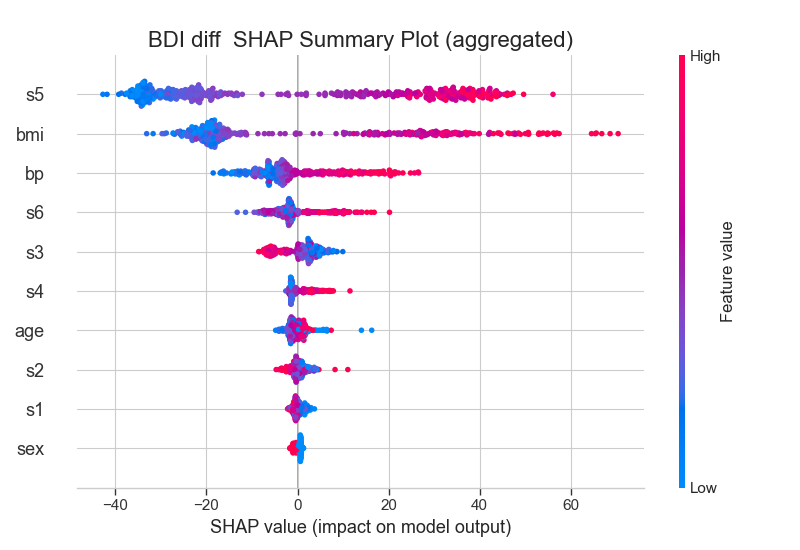 BDI diff  SHAP Summary Plot (aggregated)
High
s5
bmi
bp
s6
s3
s4
age
s2
s1
sex
Feature value
Low
−40
−20
0
20
40
60
SHAP value (impact on model output)